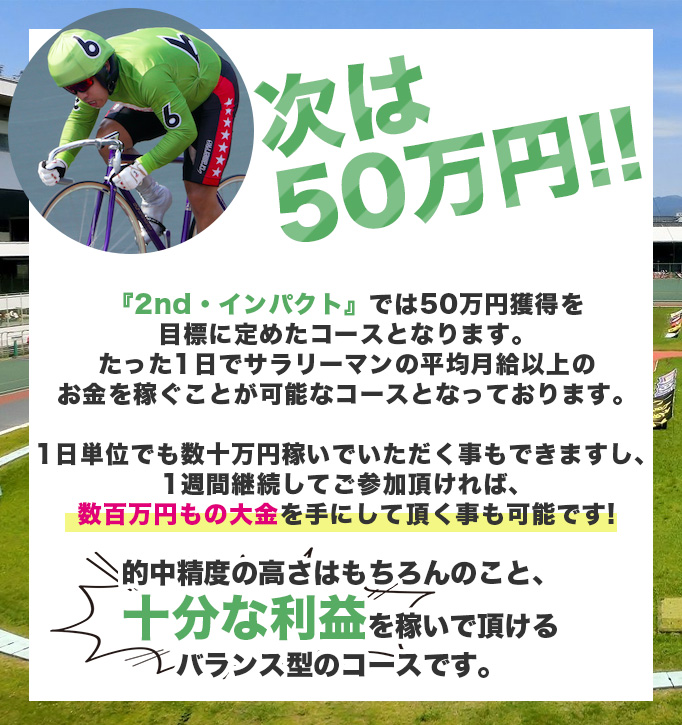 次は
50万円!!
『2nd・インパクト』では50万円獲得を
目標に定めたコースとなります。
たった1日でサラリーマンの平均月給以上の
お金を稼ぐことが可能なコースとなっております。
1日単位でも数十万円稼いでいただく事もできますし、
1週間継続してご参加頂ければ、
数百万円もの大金を手にして頂く事も可能です!
的中精度の高さはもちろんのこと、
十分な利益を稼いで頂ける
バランス型のコースです。
6
6